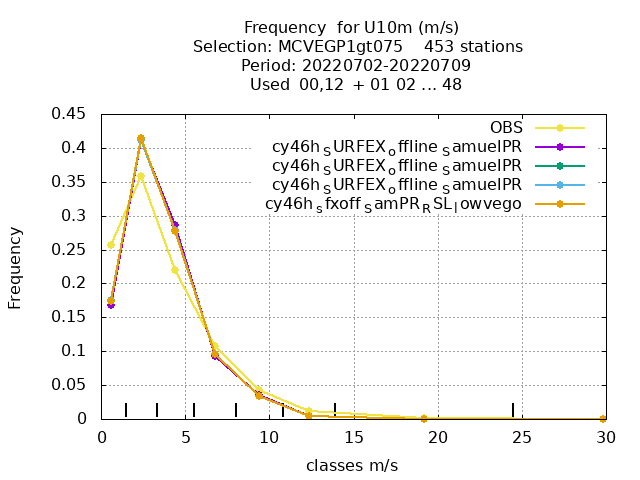 Frequency  for U10m (m/s)
Selection: MCVEGP1gt075    453 stations
Period: 20220702-20220709
Used  00,12  + 01 02 ... 48
0.45
0.4
0.35
0.3
0.25
0.2
0.15
0.1
0.05
0
Frequency
OBS
cy46h_SURFEX_offline_SamuelPR
cy46h_SURFEX_offline_SamuelPR
cy46h_SURFEX_offline_SamuelPR
cy46h_sfxoff_SamPR_RSL_lowvego
0 5 10 15 20 25 30
classes m/s